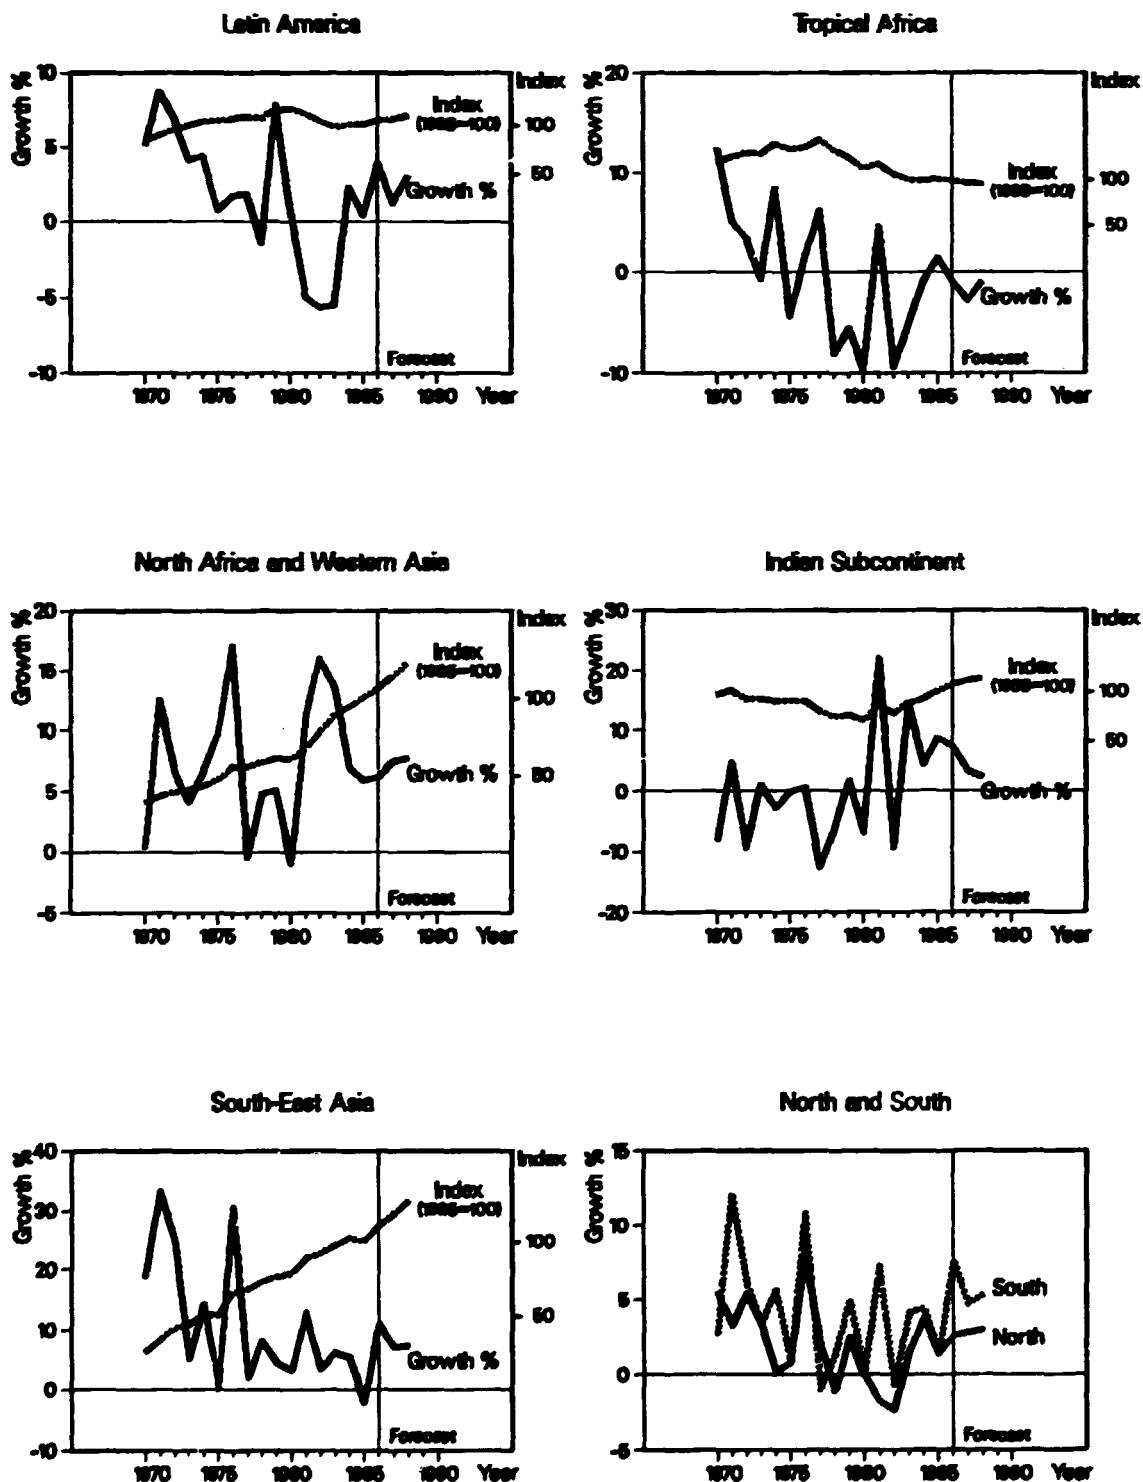 Latin America
Growth %
10
5
0
-5
-10
Index
100
50
Index
(1985=100)
Growth %
Forecast
1970 1975 1980 1985 1990 Year
Tropical Africa
Growth %
20
10
0
-10
Index
100
50
Index
(1985=100)
Growth %
Forecast
1970 1975 1980 1985 1990 Year
North Africa and Western Asia
Growth %
20
15
10
5
0
-5
Index
100
50
Index
(1985=100)
Growth %
Forecast
1970 1975 1980 1985 1990 Year
Indian Subcontinent
Growth %
30
20
10
0
-10
-20
Index
100
50
Index
(1985=100)
Growth %
Forecast
1970 1975 1980 1985 1990 Year
South-East Asia
Growth %
40
30
20
10
0
-10
Index
100
50
Index
(1985=100)
Growth %
Forecast
1970 1975 1980 1985 1990 Year
North and South
Growth %
15
10
5
0
-5
South
North
Forecast
1970 1975 1980 1985 1990 Year